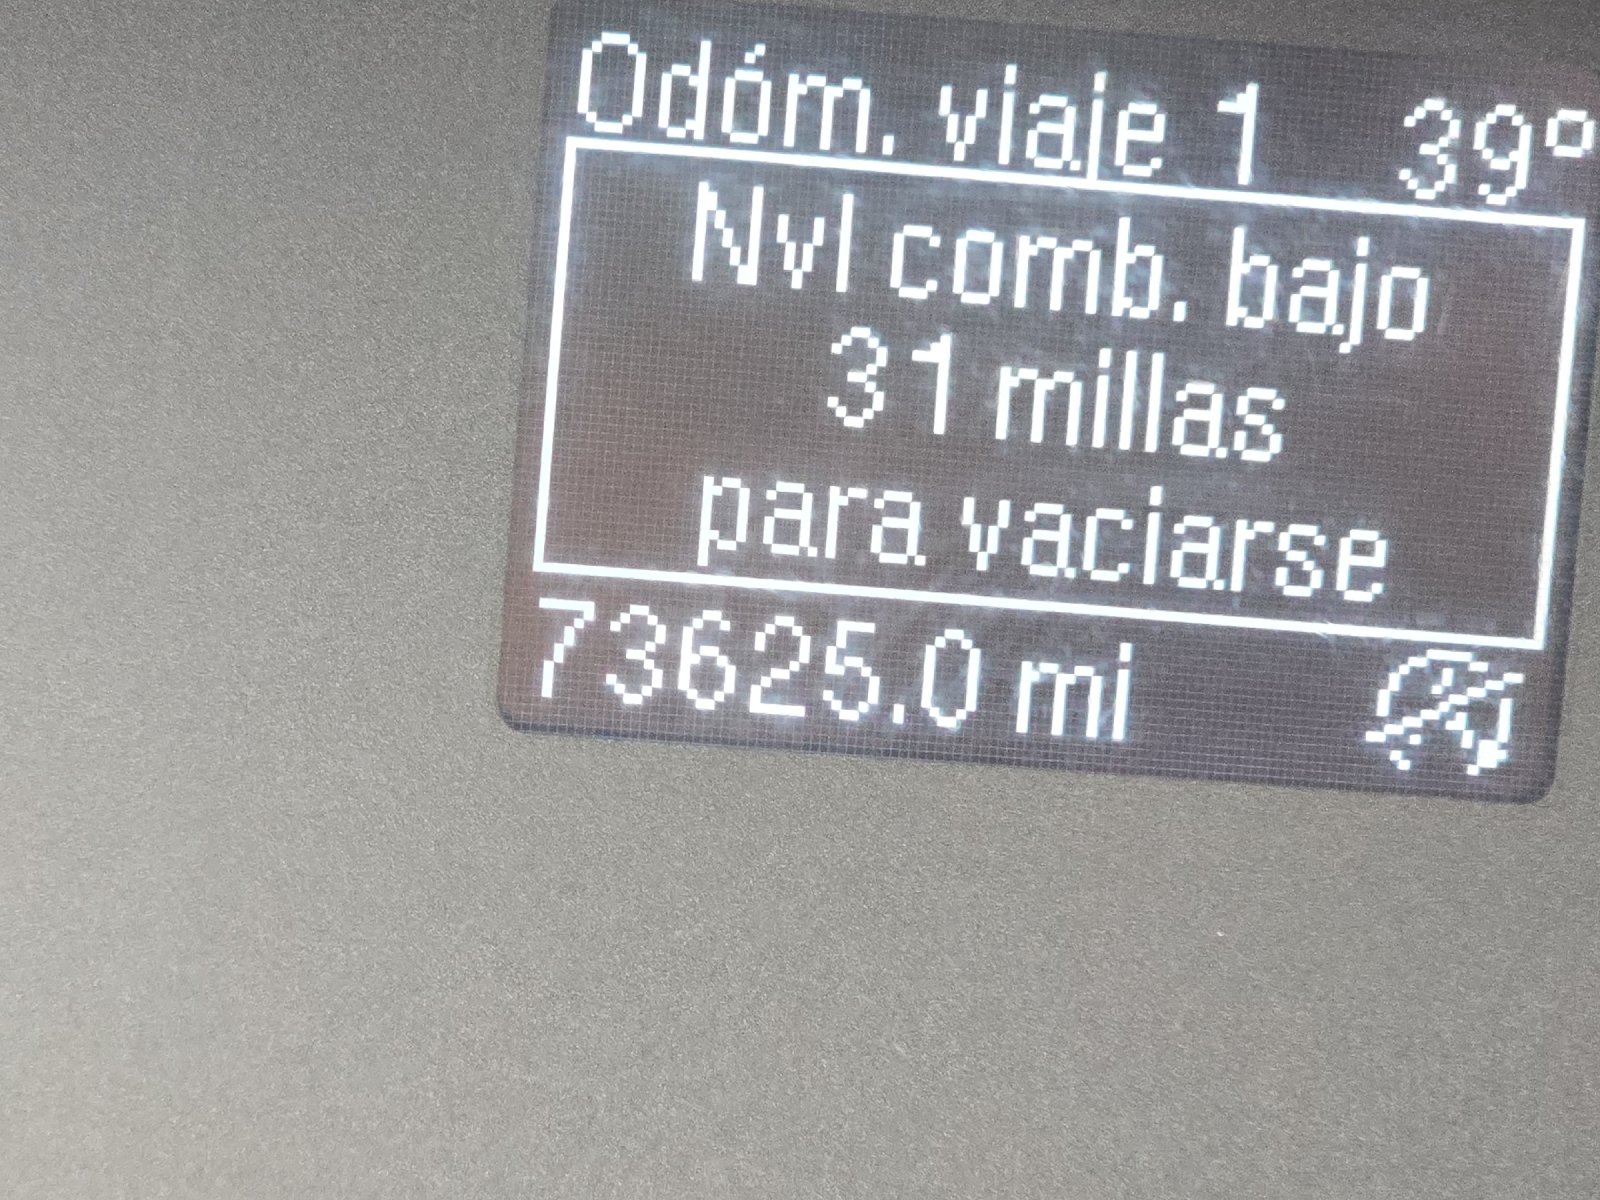 Odóm. viaje 1 39°
Nvl comb. bajo
31 millas
para vaciarse
73625.0 mi